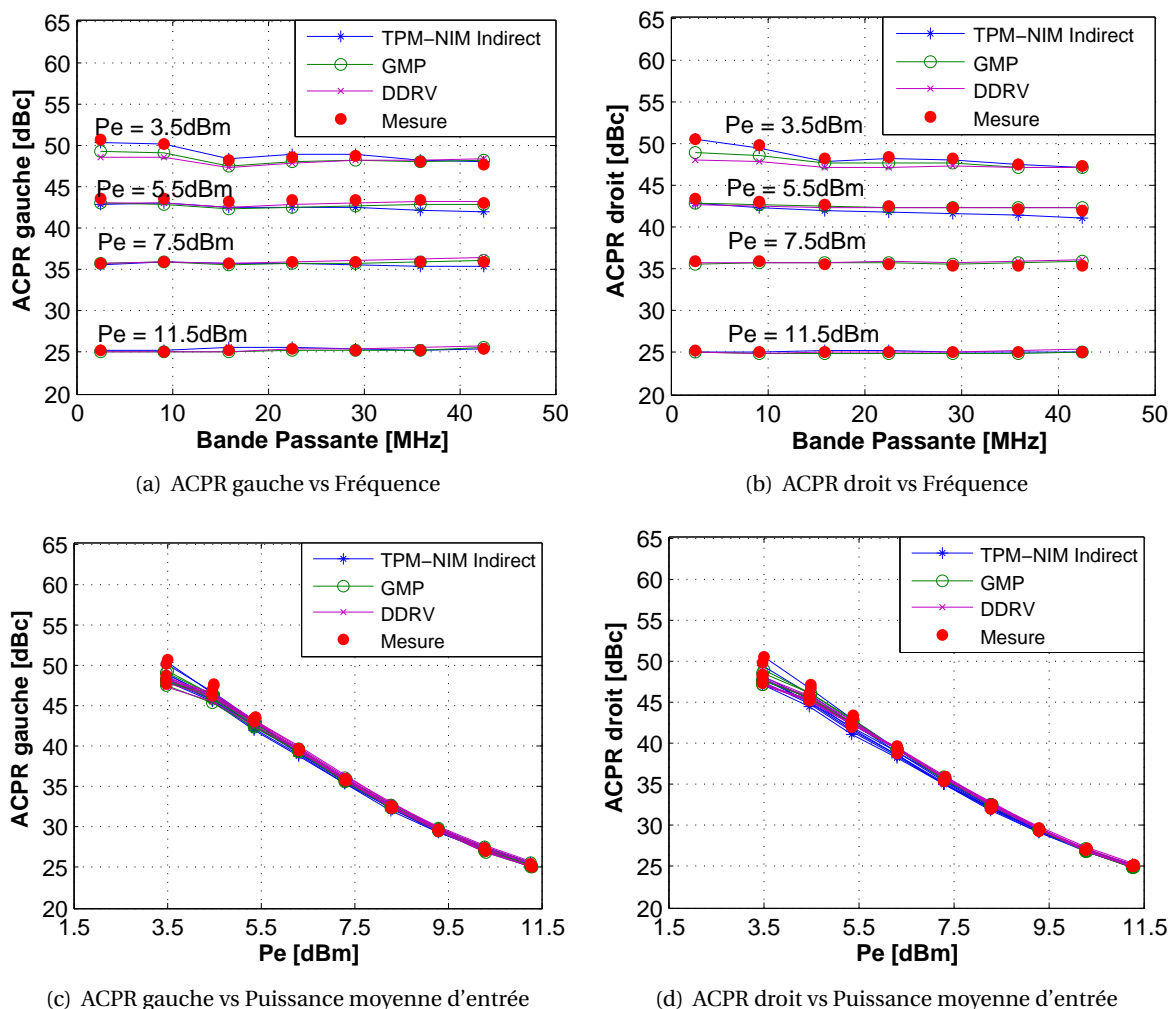 65
60
55
50
45
40
35
30
25
20
ACPR gauche [dBc]
TPM−NIM Indirect
GMP
DDRV
Mesure
Pe = 3.5dBm
Pe = 5.5dBm
Pe = 7.5dBm
Pe = 11.5dBm
0 10 20 30 40 50
Bande Passante [MHz]
(a) ACPR gauche vs Fréquence
65
60
55
50
45
40
35
30
25
20
ACPR droit [dBc]
TPM−NIM Indirect
GMP
DDRV
Mesure
Pe = 3.5dBm
Pe = 5.5dBm
Pe = 7.5dBm
Pe = 11.5dBm
0 10 20 30 40 50
Bande Passante [MHz]
(b) ACPR droit vs Fréquence
65
60
55
50
45
40
35
30
25
20
ACPR gauche [dBc]
TPM−NIM Indirect
GMP
DDRV
Mesure
1.5 3.5 5.5 7.5 9.5 11.5
Pe [dBm]
(c) ACPR gauche vs Puissance moyenne d'entrée
65
60
55
50
45
40
35
30
25
20
ACPR droit [dBc]
TPM−NIM Indirect
GMP
DDRV
Mesure
1.5 3.5 5.5 7.5 9.5 11.5
Pe [dBm]
(d) ACPR droit vs Puissance moyenne d'entrée